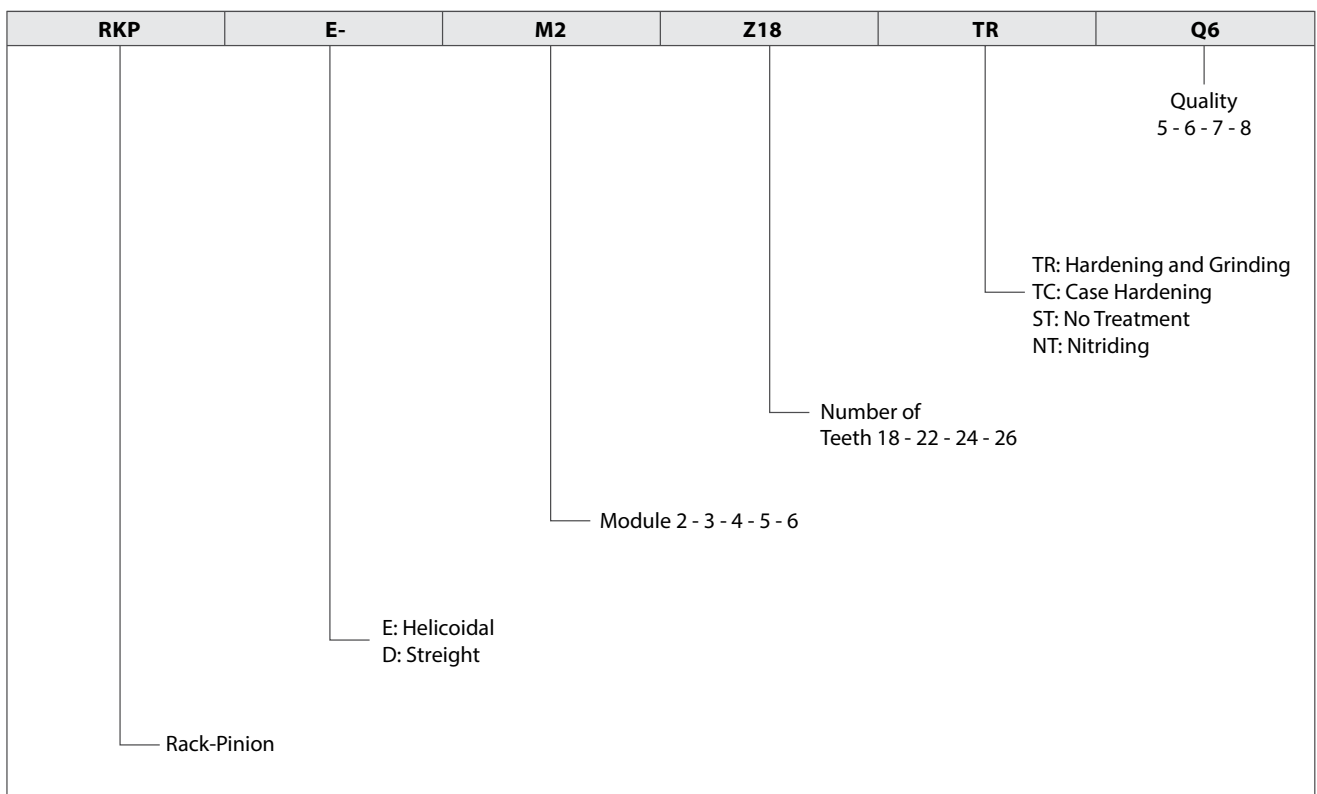 RKP E- M2 Z18 TR Q6
Quality
5 - 6 - 7 - 8
TR: Hardening and Grinding
TC: Case Hardening
ST: No Treatment
NT: Nitriding
Number of
Teeth 18 - 22 - 24 - 26
Module 2 - 3 - 4 - 5 - 6
E: Helicoidal
D: Streight
Rack-Pinion